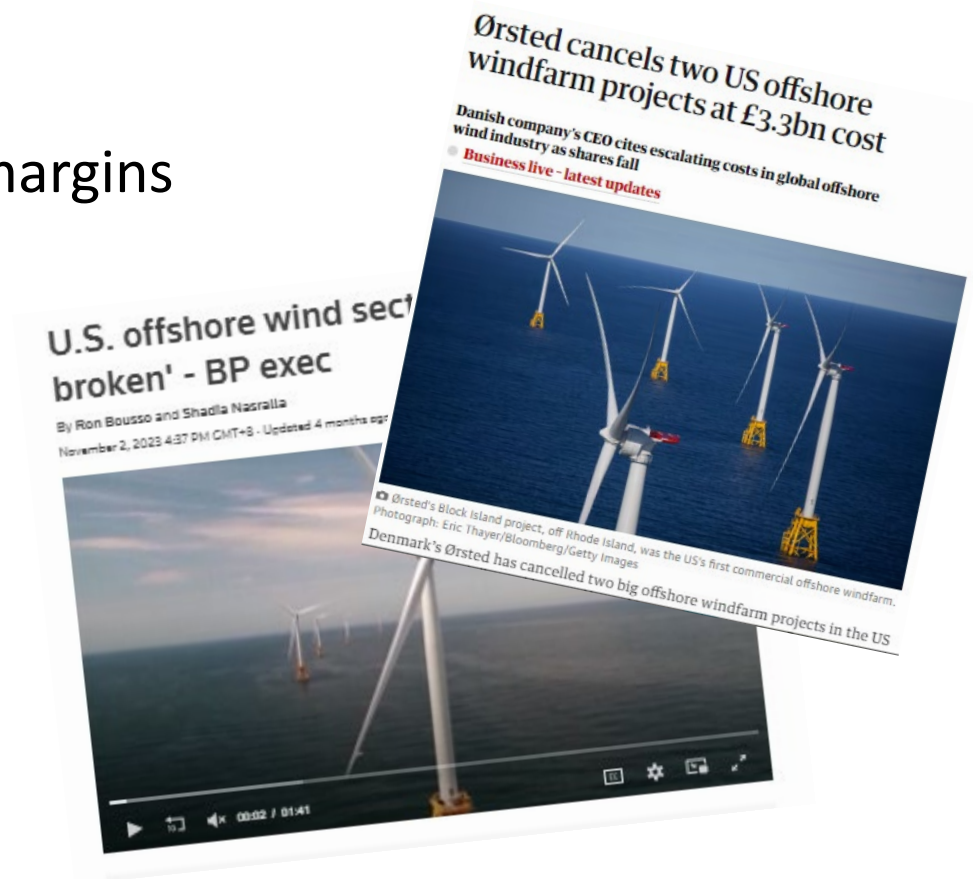 Ørsted cancels two US offshore
windfarm projects at £3.3bn cost
Danish company's CEO cites escalating costs in global offshore
wind industry as shares fall
Business live - latest updates
margins
U.S. offshore wind
broken' - BP exec
By Ron Bousso and Shadia Nasralla
November 2, 2023 4:37 PM GMT+8 - Updated 4 months ago
Ørsted's Block Island project, off Rhode Island, was the US's first commercial offshore windfarm.
Photograph: Eric Thayer/Bloomberg/Getty Images
Denmark's Ørsted has cancelled two big offshore windfarm projects in the US
10
00:02 / 01:41